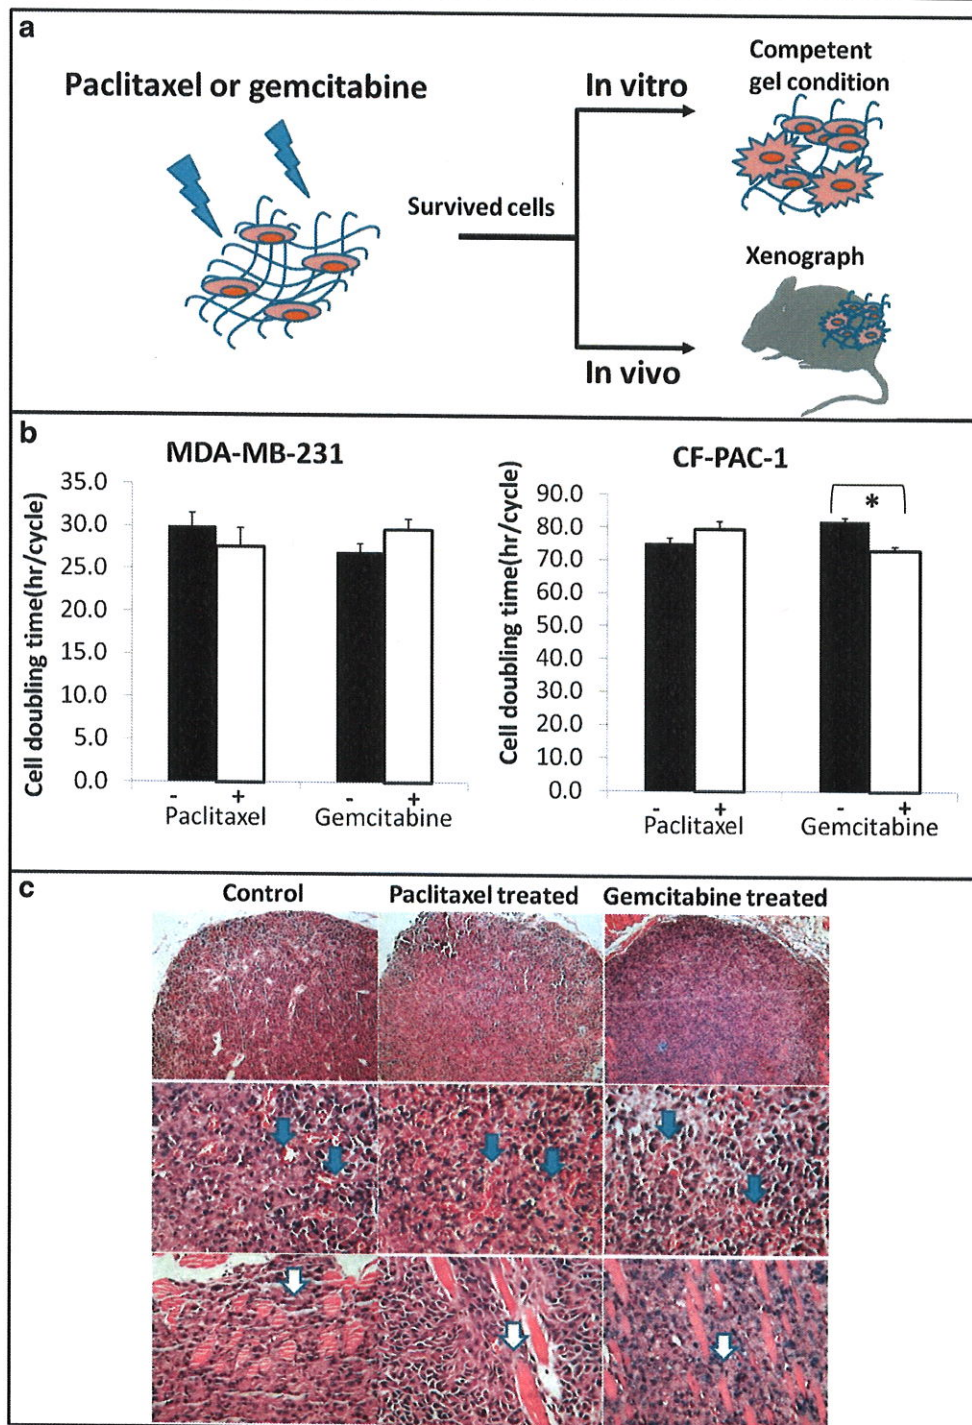 a
Paclitaxel or gemcitabine
Survived cells
In vitro
In vivo
Competent
gel condition
Xenograph
b
MDA-MB-231
Cell doubling time(hr/cycle)
35.0
30.0
25.0
20.0
15.0
10.0
5.0
0.0
- + - +
Paclitaxel Gemcitabine
CF-PAC-1
Cell doubling time(hr/cycle)
90.0
80.0
70.0
60.0
50.0
40.0
30.0
20.0
10.0
0.0
*
- + - +
Paclitaxel Gemcitabine
c
Control Paclitaxel treated Gemcitabine treated